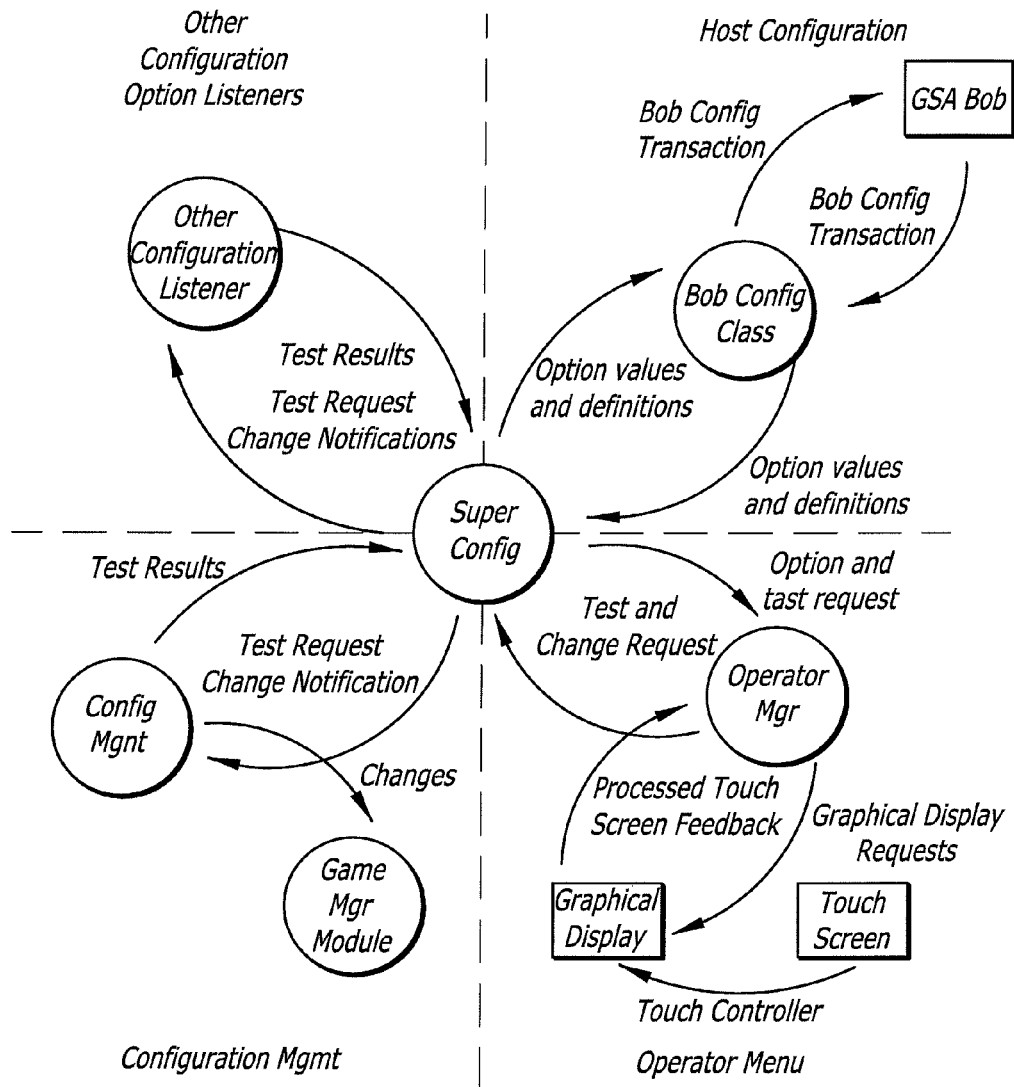 Other
Configuration
Option Listeners
Host Configuration
GSA Bob
Bob Config
Transaction
Bob Config
Transaction
Other
Configuration
Listener
Bob Config
Class
Test Results
Test Request
Change Notifications
Option values
and definitions
Option values
and definitions
Super
Config
Test Results
Option and
tast request
Test and
Change Request
Test Request
Change Notification
Operator
Mgr
Config
Mgnt
Changes
Processed Touch
Screen Feedback
Graphical Display
Requests
Game
Mgr
Module
Graphical
Display
Touch
Screen
Touch Controller
Configuration Mgmt
Operator Menu